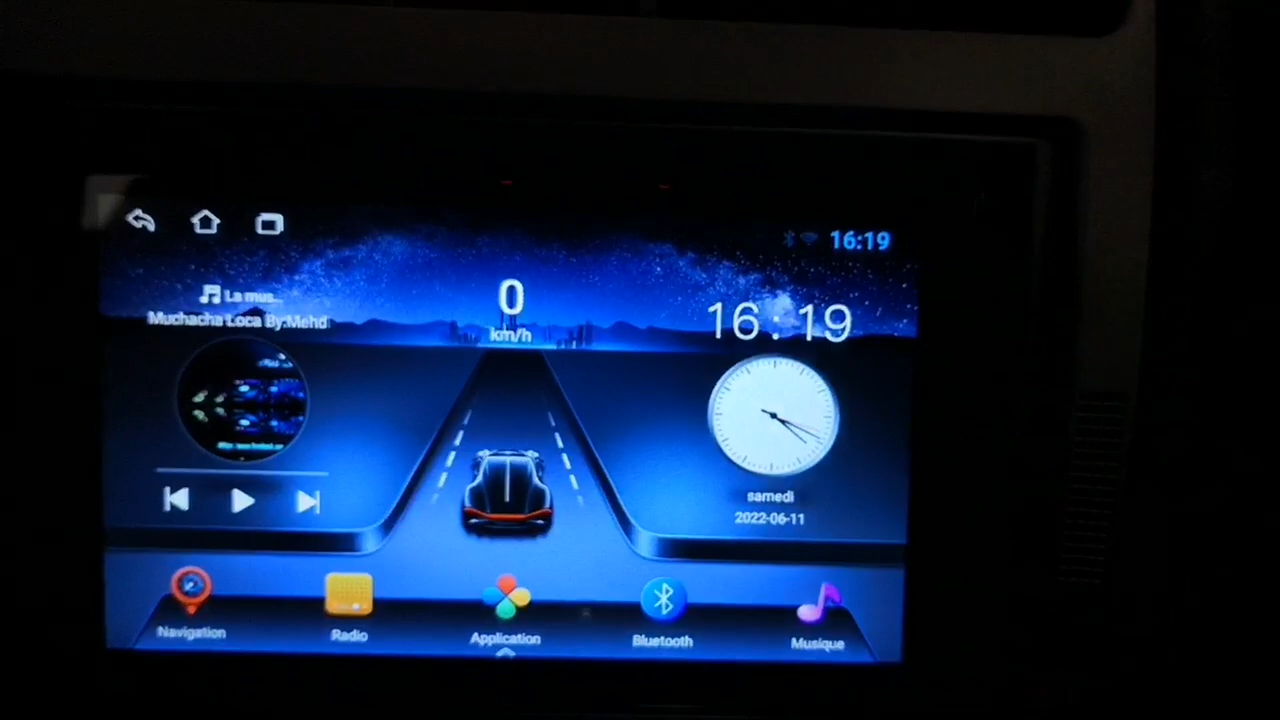 16:19
La mus...
Muchacha Loca By:Mehd
0
km/h
16:19
samedi
2022-06-11
Navigation
Radio
Application
Bluetooth
Musique